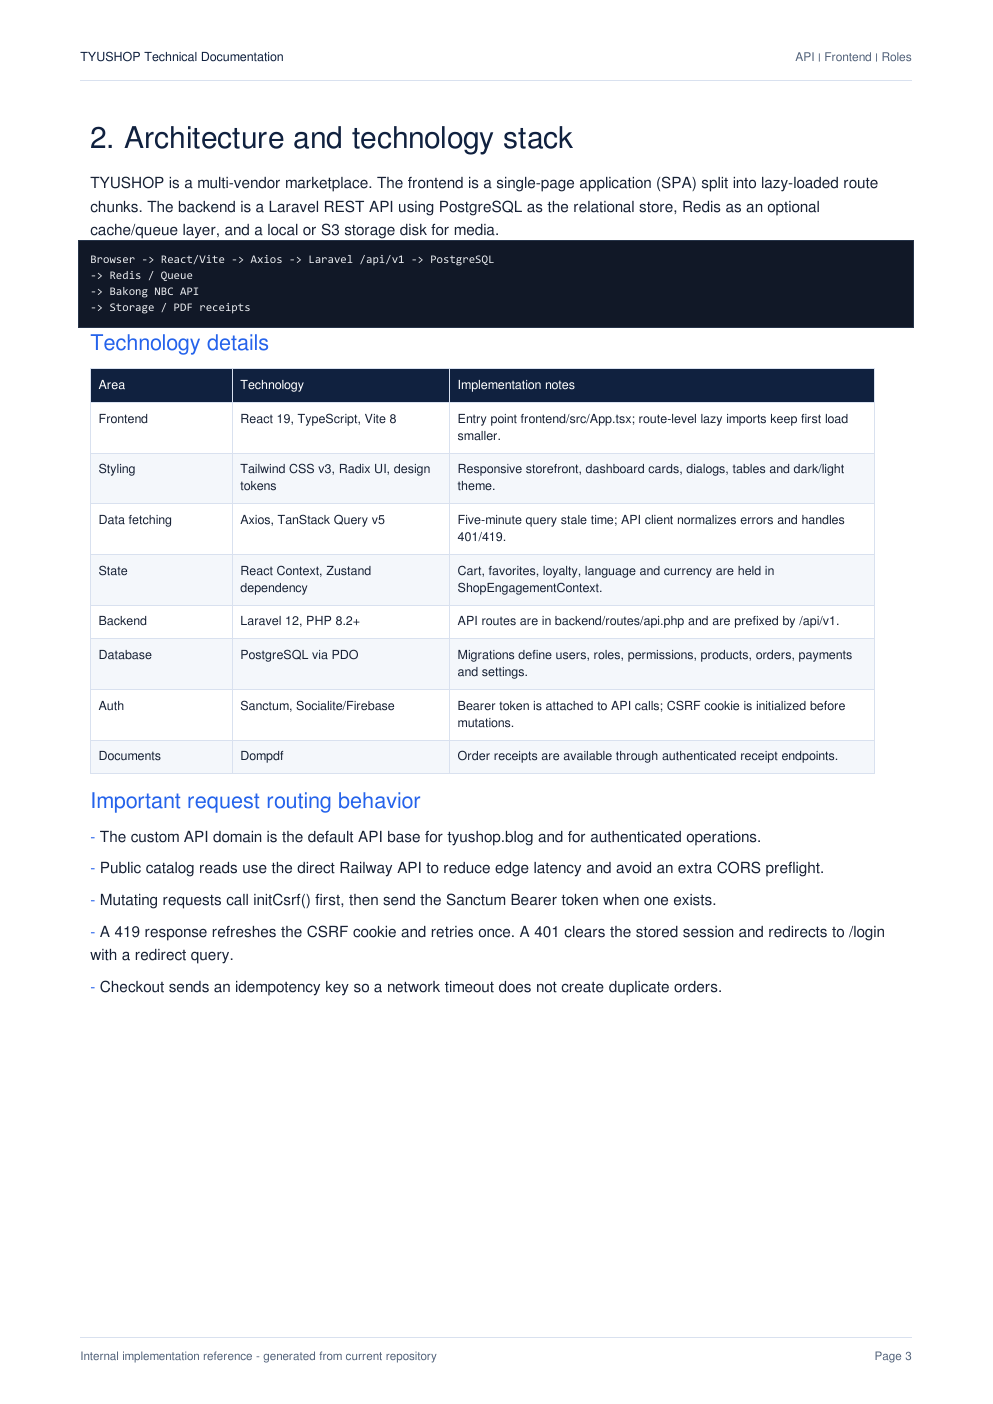 TYUSHOP Technical Documentation
API | Frontend | Roles
2. Architecture and technology stack
TYUSHOP is a multi-vendor marketplace. The frontend is a single-page application (SPA) split into lazy-loaded route
chunks. The backend is a Laravel REST API using PostgreSQL as the relational store, Redis as an optional
cache/queue layer, and a local or S3 storage disk for media.
Browser -> React/Vite -> Axios -> Laravel /api/v1 -> PostgreSQL
-> Redis / Queue
-> Bakong NBC API
-> Storage / PDF receipts
Technology details
Area Technology Implementation notes
Frontend React 19, TypeScript, Vite 8 Entry point frontend/src/App.tsx; route-level lazy imports keep first load
smaller.
Styling Tailwind CSS v3, Radix UI, design Responsive storefront, dashboard cards, dialogs, tables and dark/light
tokens theme.
Data fetching Axios, TanStack Query v5 Five-minute query stale time; API client normalizes errors and handles
401/419.
State React Context, Zustand Cart, favorites, loyalty, language and currency are held in
dependency ShopEngagementContext.
Backend Laravel 12, PHP 8.2+ API routes are in backend/routes/api.php and are prefixed by /api/v1.
Database PostgreSQL via PDO Migrations define users, roles, permissions, products, orders, payments
and settings.
Auth Sanctum, Socialite/Firebase Bearer token is attached to API calls; CSRF cookie is initialized before
mutations.
Documents Dompdf Order receipts are available through authenticated receipt endpoints.
Important request routing behavior
- The custom API domain is the default API base for tyushop.blog and for authenticated operations.
- Public catalog reads use the direct Railway API to reduce edge latency and avoid an extra CORS preflight.
- Mutating requests call initCsrf() first, then send the Sanctum Bearer token when one exists.
- A 419 response refreshes the CSRF cookie and retries once. A 401 clears the stored session and redirects to /login
with a redirect query.
- Checkout sends an idempotency key so a network timeout does not create duplicate orders.
Internal implementation reference - generated from current repository
Page 3